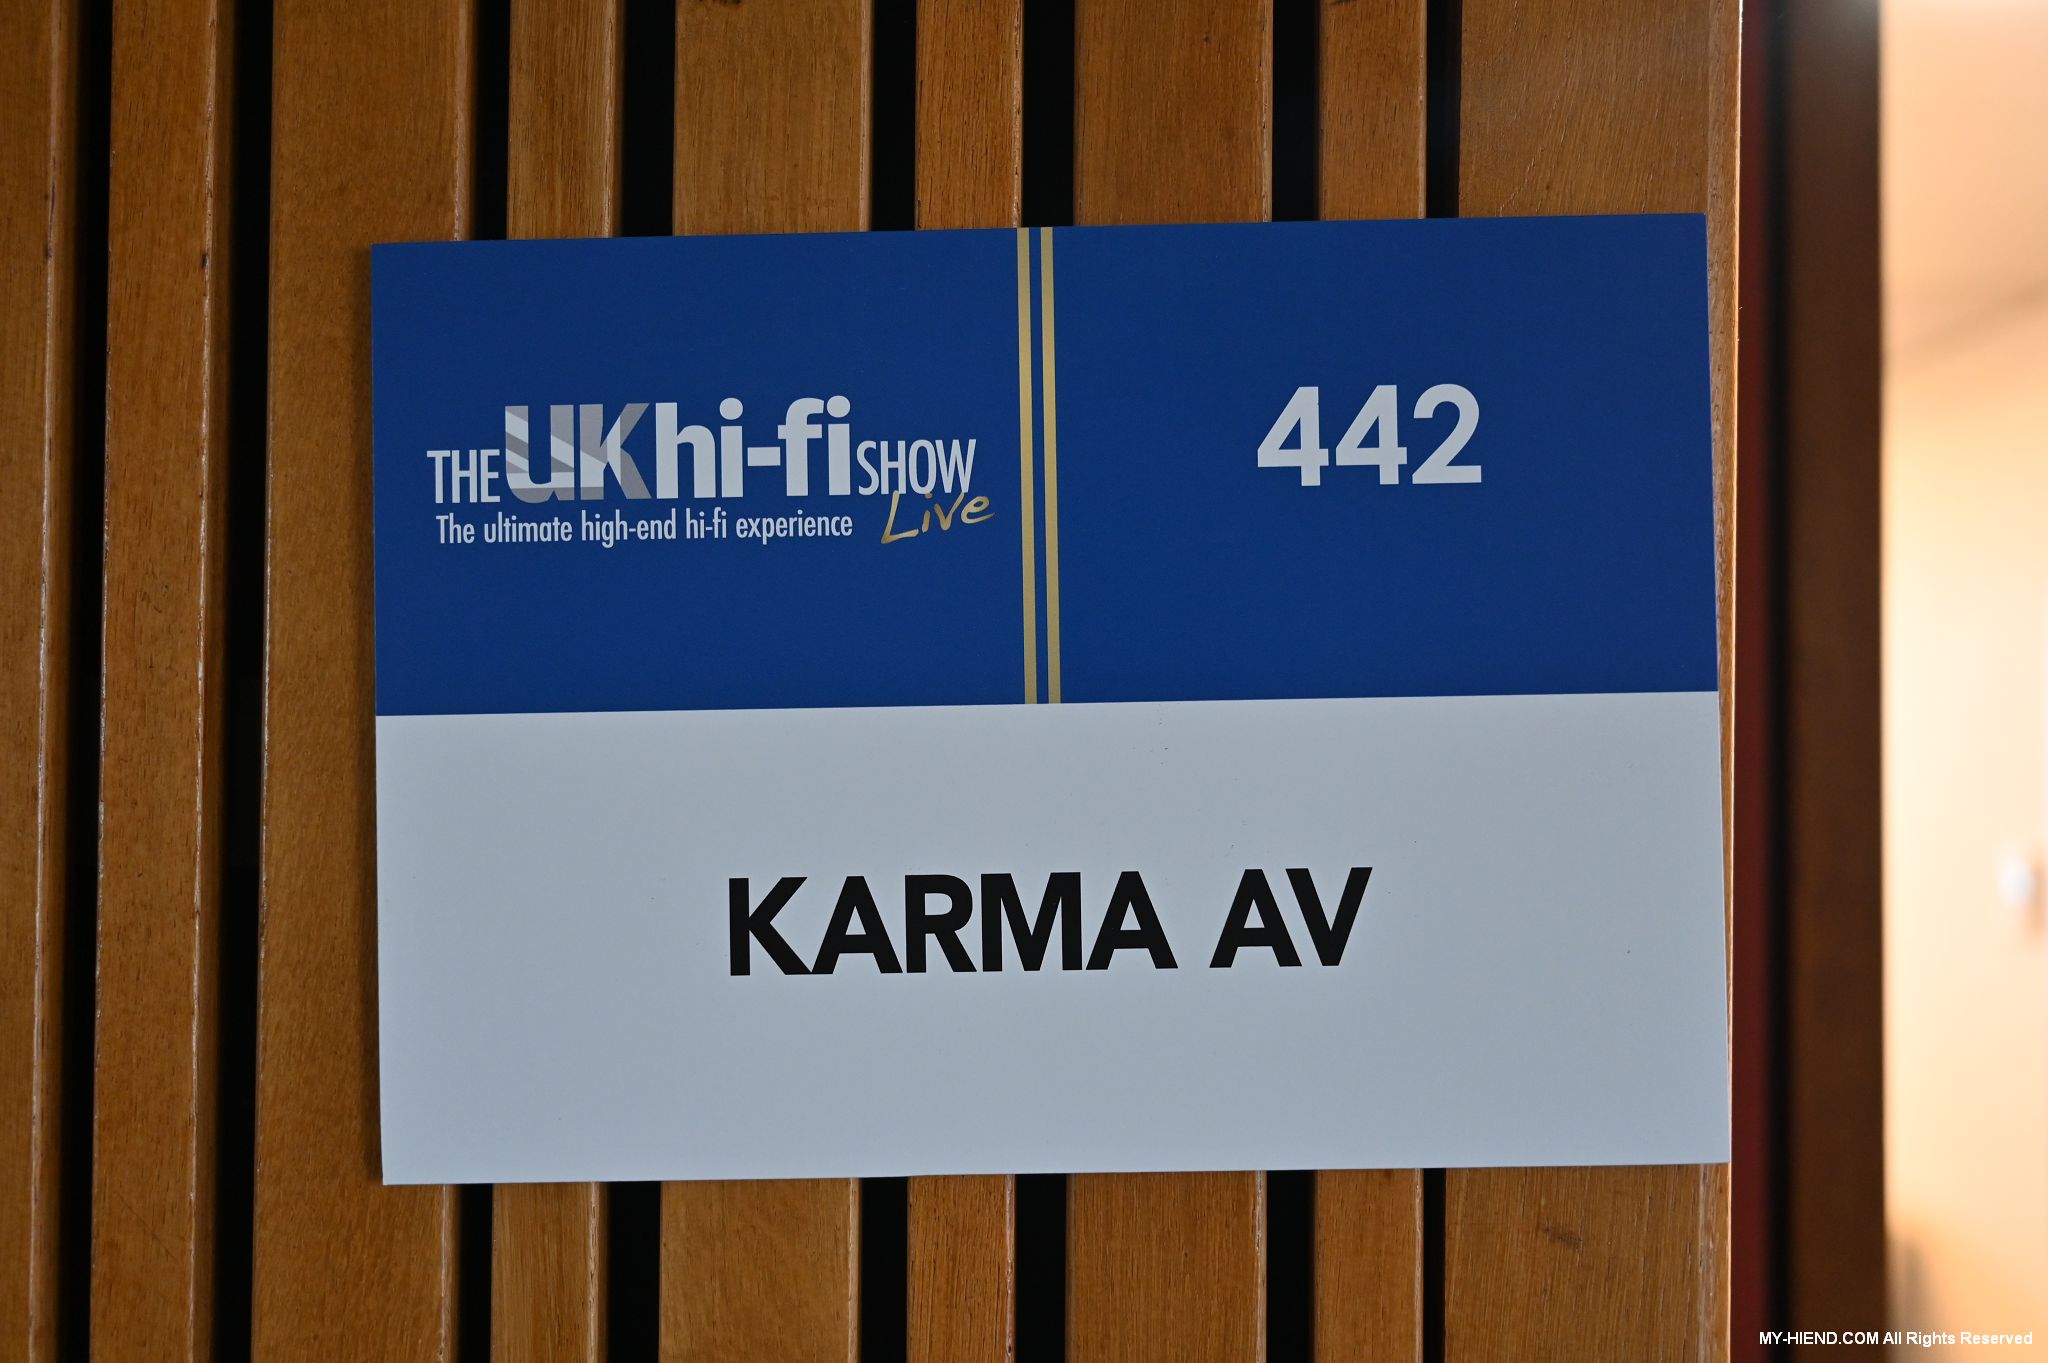 THE UK hi-fi SHOW
Live
The ultimate high-end hi-fi experience
442
KARMA AV
MY-HIEND.COM All Rights Reserved